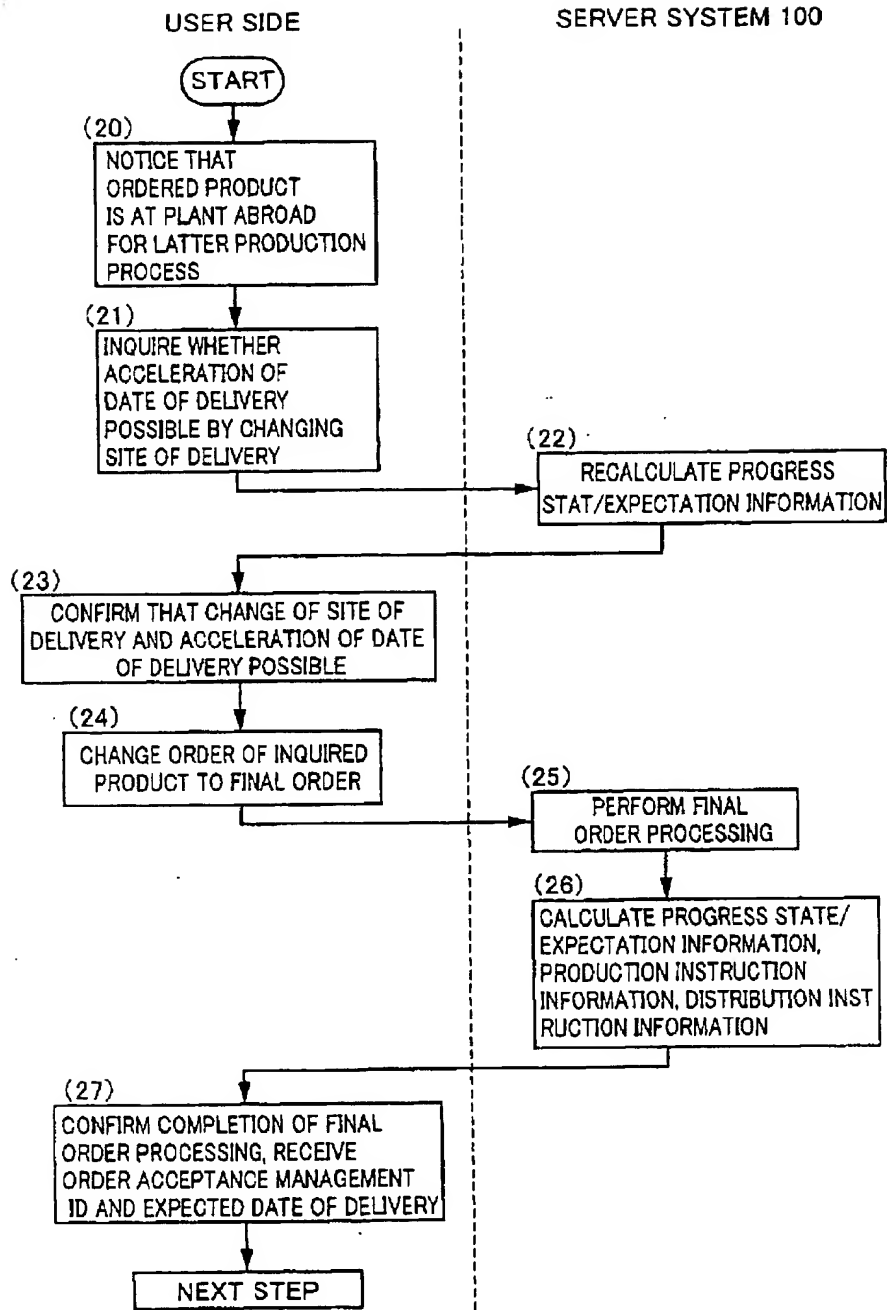 USER SIDE
SERVER SYSTEM 100
START
(20)
NOTICE THAT
ORDERED PRODUCT
IS AT PLANT ABROAD
FOR LATTER PRODUCTION
PROCESS
(21)
INQUIRE WHETHER
ACCELERATION OF
DATE OF DELIVERY
POSSIBLE BY CHANGING
SITE OF DELIVERY
(22)
RECALCULATE PROGRESS
STAT/EXPECTATION INFORMATION
(23)
CONFIRM THAT CHANGE OF SITE OF
DELIVERY AND ACCELERATION OF DATE
OF DELIVERY POSSIBLE
(24)
CHANGE ORDER OF INQUIRED
PRODUCT TO FINAL ORDER
(25)
PERFORM FINAL
ORDER PROCESSING
(26)
CALCULATE PROGRESS STATE/
EXPECTATION INFORMATION,
PRODUCTION INSTRUCTION
INFORMATION, DISTRIBUTION INST
RUCTION INFORMATION
(27)
CONFIRM COMPLETION OF FINAL
ORDER PROCESSING, RECEIVE
ORDER ACCEPTANCE MANAGEMENT
ID AND EXPECTED DATE OF DELIVERY
NEXT STEP